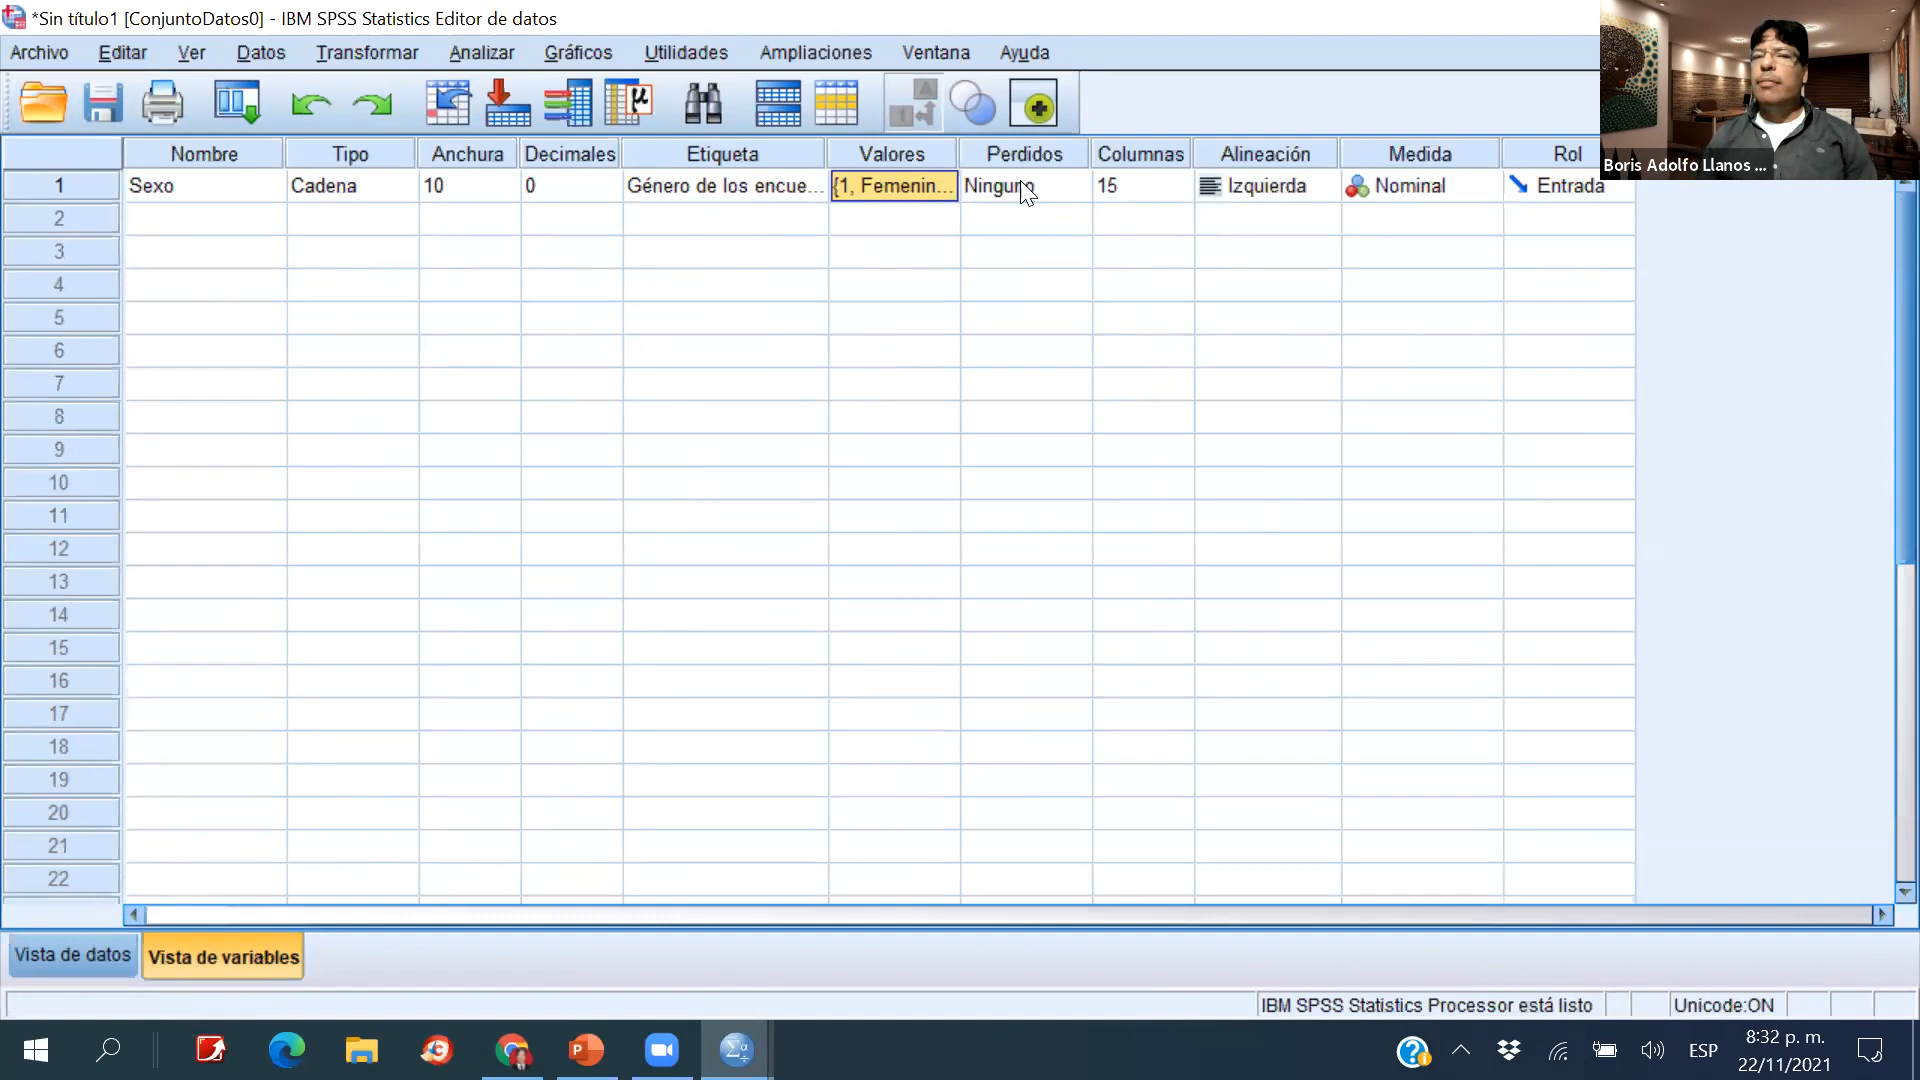 *Sin título1 [ConjuntoDatos0] - IBM SPSS Statistics Editor de datos
Archivo Editar Ver Datos Transformar Analizar Gráficos Utilidades Ampliaciones Ventana Ayuda
Nombre Tipo Anchura Decimales Etiqueta Valores Perdidos Columnas Alineación Medida Rol
1 Sexo Cadena 10 0 Género de los encue... {1, Femenin... Ninguno 15 Izquierda Nominal Entrada
Boris Adolfo Llanos ...
2
3
4
5
6
7
8
9
10
11
12
13
14
15
16
17
18
19
20
21
22
Vista de datos Vista de variables
IBM SPSS Statistics Processor está listo Unicode:ON
ESP 8:32 p. m.
22/11/2021